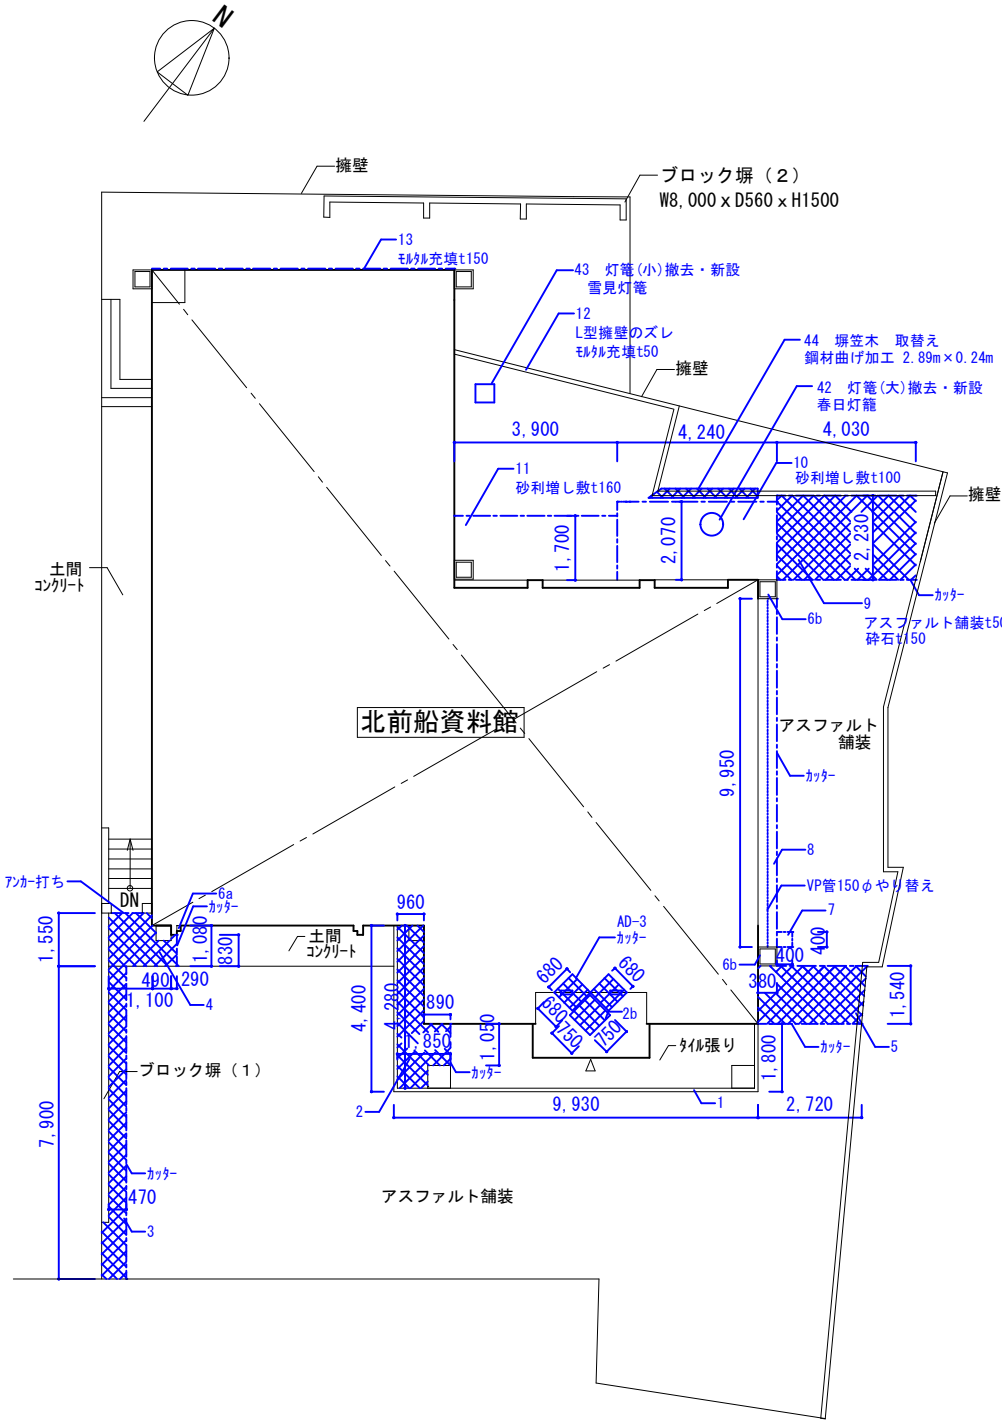 N
擁壁
ブロック塀（２）
W8,000 x D560 x H1500
13
ﾓﾙﾀﾙ充填t150
43 灯篭(小)撤去・新設
雪見灯篭
12
L型擁壁のズレ
ﾓﾙﾀﾙ充填t50
44 塀笠木 取替え
鋼材曲げ加工 2.89m×0.24m
擁壁
42 灯篭(大)撤去・新設
春日灯籠
3,900
4,240
4,030
11
砂利増し敷t160
10
砂利増し敷t100
擁壁
1,700
2,070
2,230
土間
ｺﾝｸﾘｰﾄ
ｶｯﾀｰ
9
6b
アスファルト舗装t50
砕石t150
北前船資料館
アスファルト
舗装
9,950
ｶｯﾀｰ
8
VP管150φやり替え
ｱﾝｶｰ打ち
DN
6a
ｶｯﾀｰ
960
AD-3
ｶｯﾀｰ
7
400
400
1,550
1,080
830
土間
ｺﾝｸﾘｰﾄ
6b
380
490
290
1,100
4
4,400
4,280
890
680
680
680
2b
750
750
1,540
1,850
1,050
ｶｯﾀｰ
ﾀｲﾙ張り
1,800
ｶｯﾀｰ
5
ブロック塀（１）
2
1
9,930
2,720
7,900
ｶｯﾀｰ
470
3
アスファルト舗装